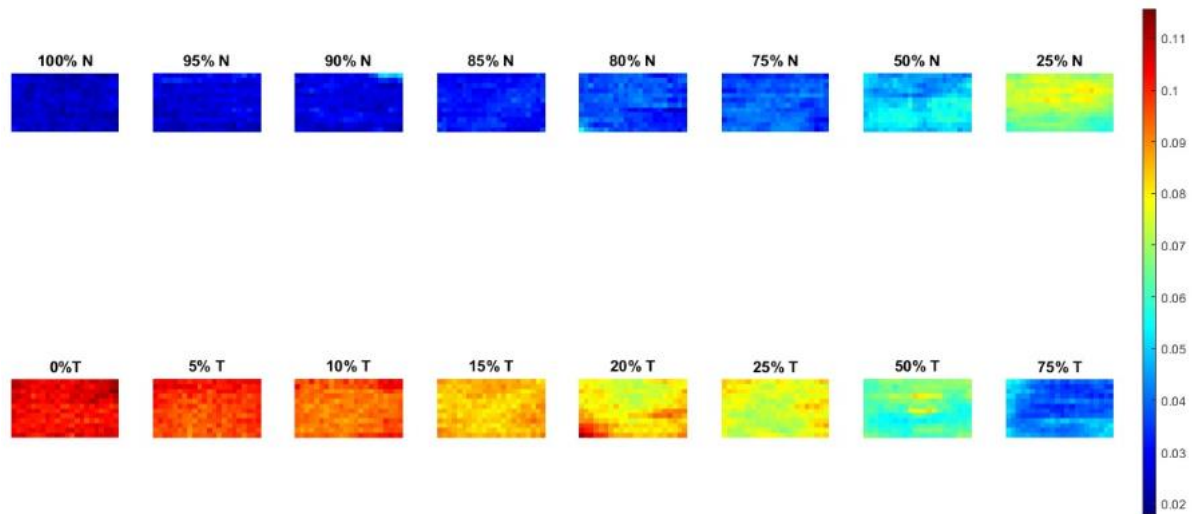 100% N
95% N
90% N
85% N
80% N
75% N
50% N
25% N
0%T
5% T
10% T
15% T
20% T
25% T
50% T
75% T
0.11
0.1
0.09
0.08
0.07
0.06
0.05
0.04
0.03
0.02